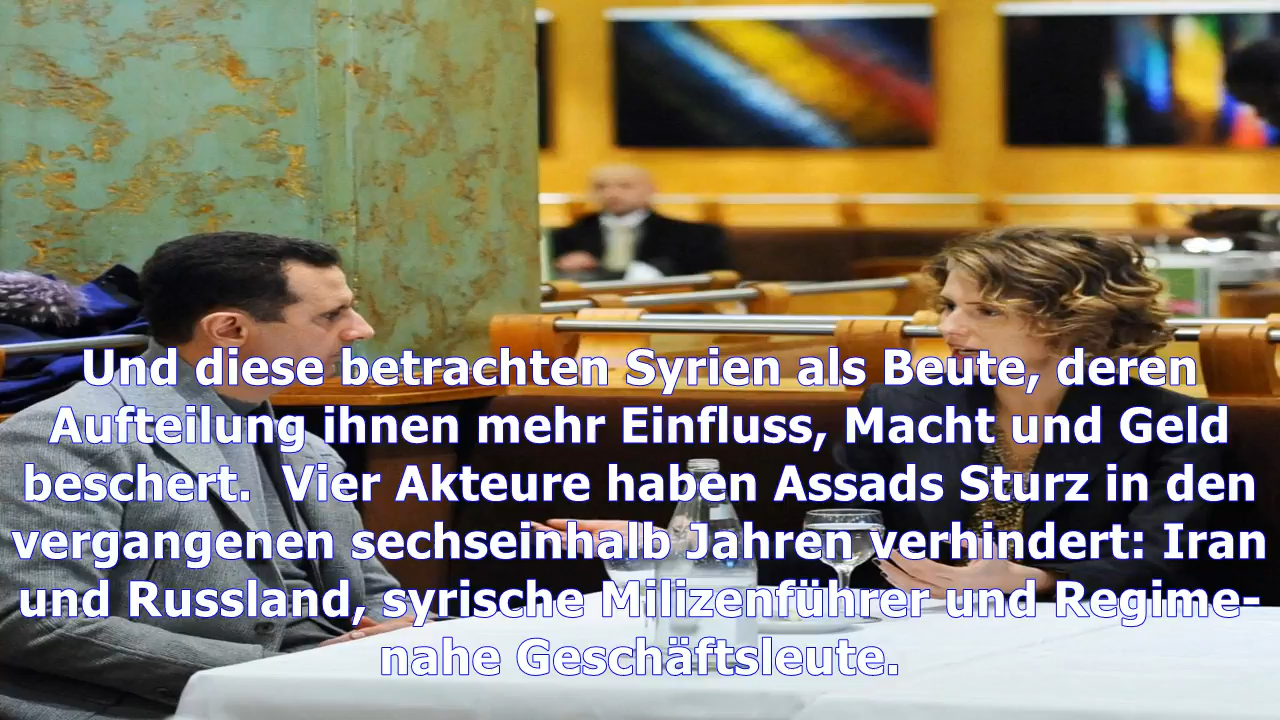 Und diese betrachten Syrien als Beute, deren
Aufteilung ihnen mehr Einfluss, Macht und Geld
beschert.  Vier Akteure haben Assads Sturz in den
vergangenen sechseinhalb Jahren verhindert: Iran
und Russland, syrische Milizenführer und Regime-
nahe Geschäftsleute.